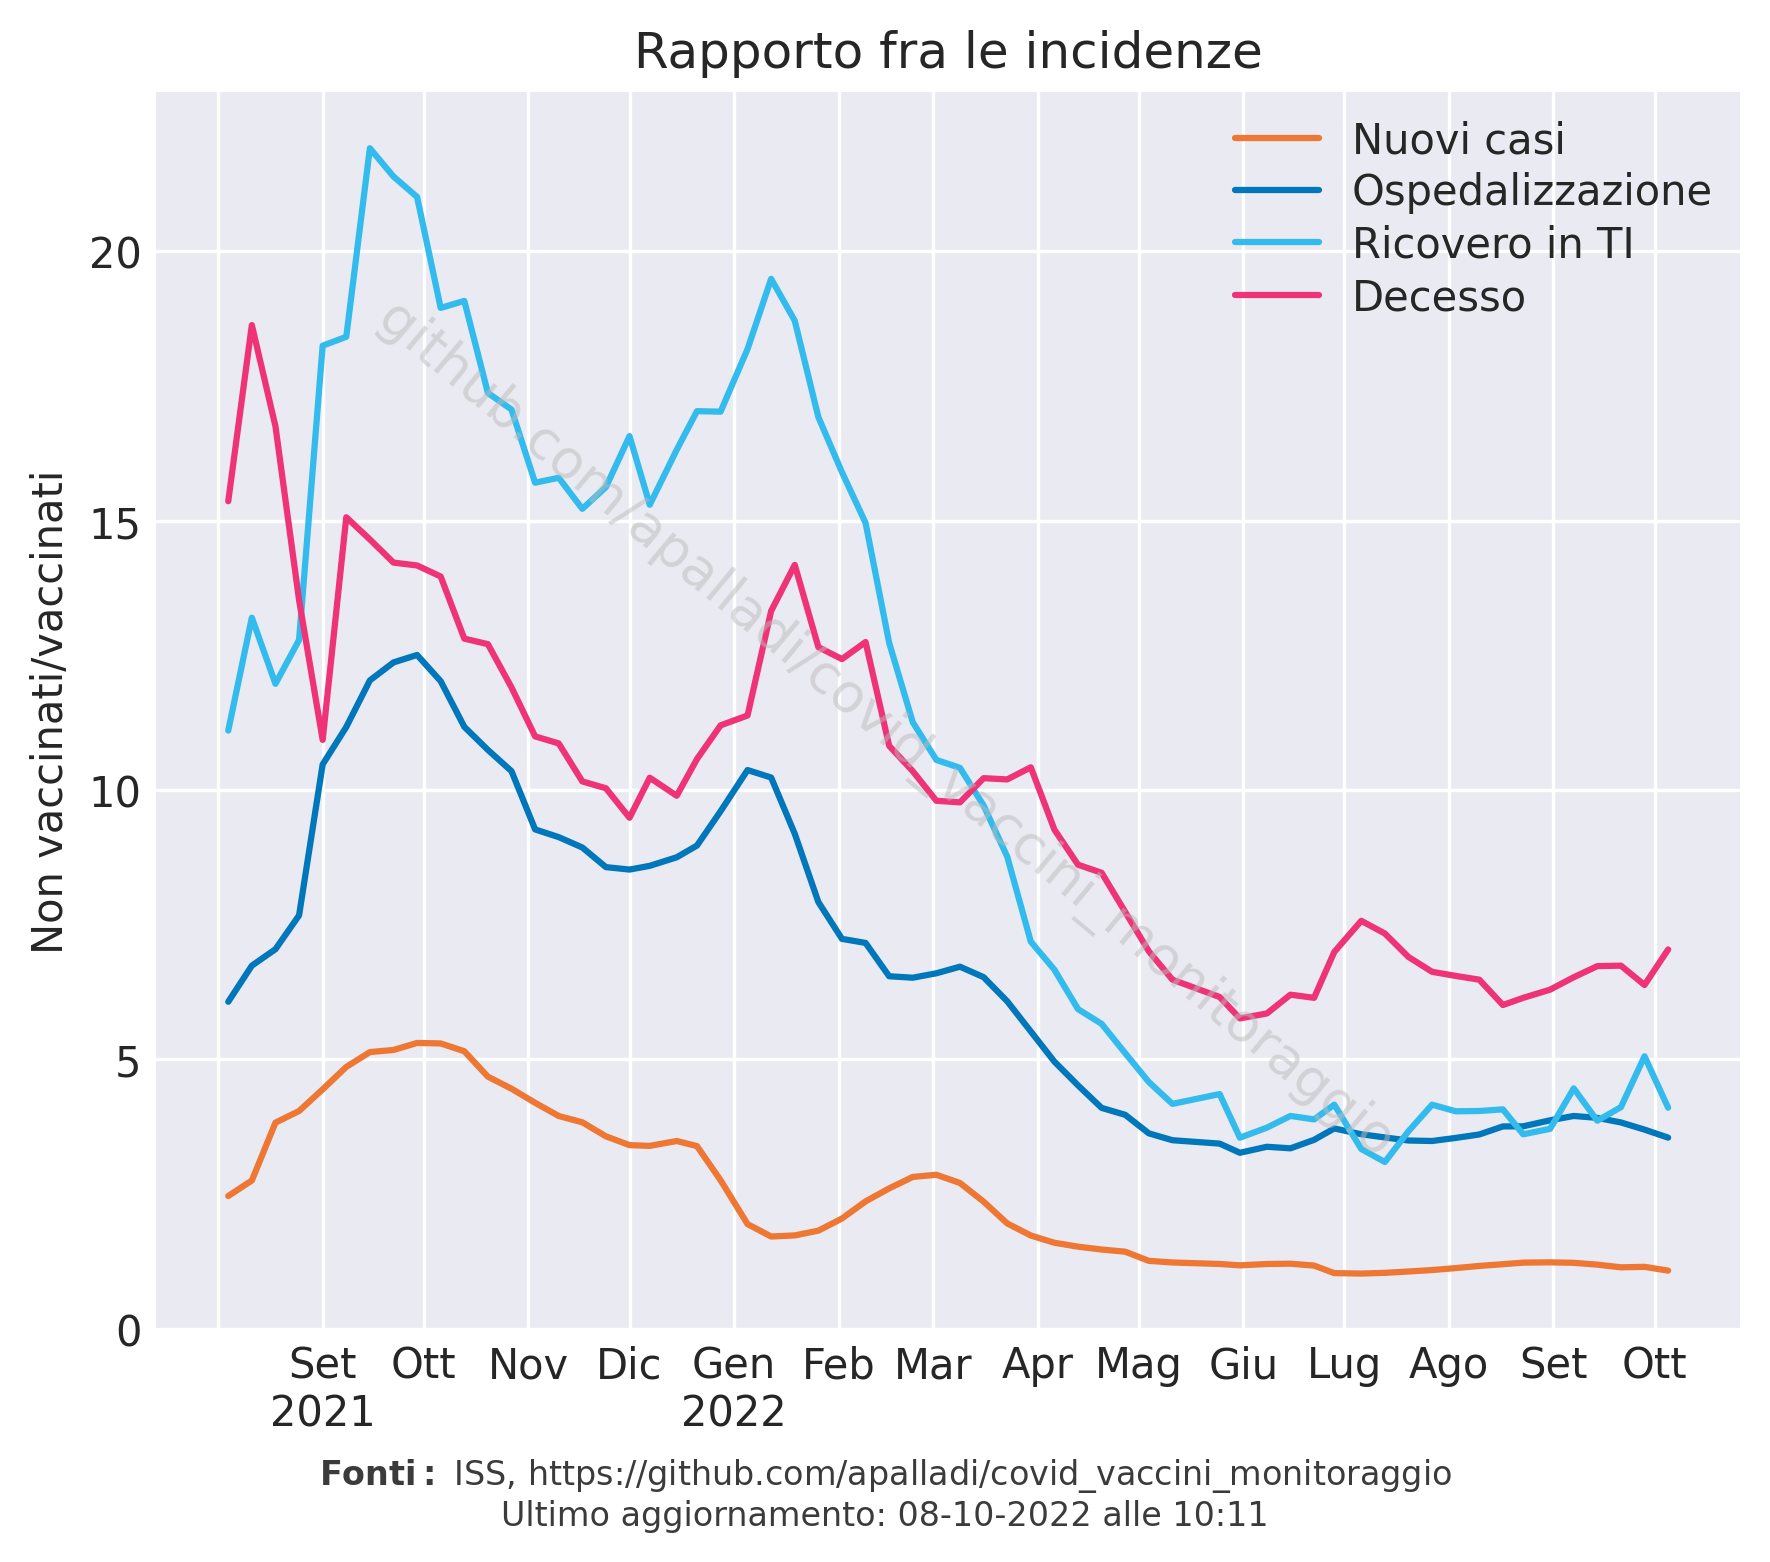 Rapporto fra le incidenze
Nuovi casi
Ospedalizzazione
Ricovero in TI
Decesso
Non vaccinati/vaccinati
20
15
10
5
0
github.com/apalladi/covid_vaccini_monitoraggio
Set Ott Nov Dic Gen Feb Mar Apr Mag Giu Lug Ago Set Ott
2021 2022
Fonti: ISS, https://github.com/apalladi/covid_vaccini_monitoraggio
Ultimo aggiornamento: 08-10-2022 alle 10:11